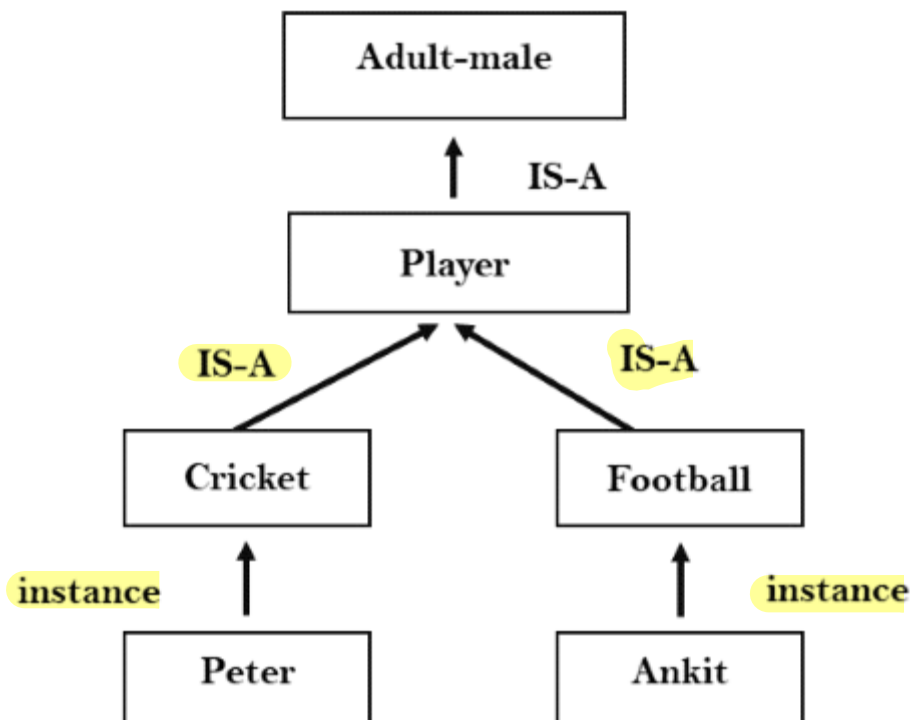 Adult-male
IS-A
Player
IS-A
IS-A
Cricket
Football
instance
instance
Peter
Ankit